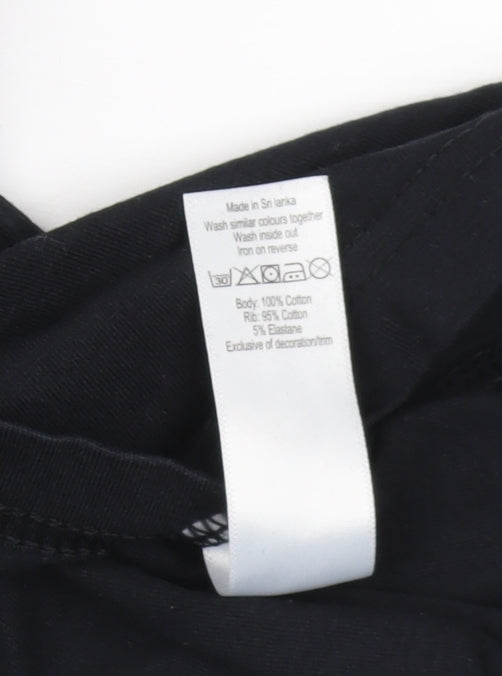 Made in Sri lanka
Wash similar colours together
Wash inside out
Iron on reverse
30
Body: 100% Cotton
Rib: 95% Cotton
5% Elastane
Exclusive of decoration/trim